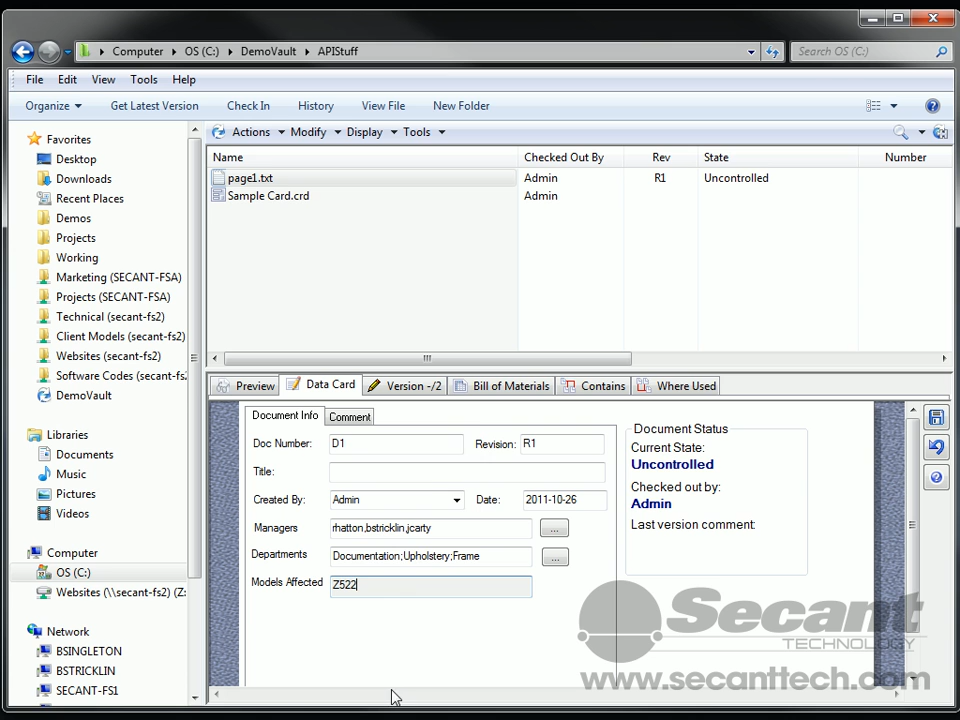 Computer OS (C:) DemoVault APIStuff
Search OS (C:)
File Edit View Tools Help
Organize Get Latest Version Check In History View File New Folder
Actions Modify Display Tools
Name Checked Out By Rev State Number
page1.txt Admin R1 Uncontrolled
Sample Card.crd Admin
Favorites
Desktop
Downloads
Recent Places
Demos
Projects
Working
Marketing (SECANT-FSA)
Projects (SECANT-FSA)
Technical (secant-fs2)
Client Models (secant-fs2)
Websites (secant-fs2)
Software Codes (secant-fs2
DemoVault
Libraries
Documents
Music
Pictures
Videos
Computer
OS (C:)
Websites (\\secant-fs2) (Z:
Network
BSINGLETON
BSTRICKLIN
SECANT-FS1
Preview Data Card Version -/2 Bill of Materials Contains Where Used
Document Info Comment
Doc Number: D1 Revision: R1
Title:
Created By: Admin Date: 2011-10-26
Managers rhatton,bstricklin,jcarty ...
Departments Documentation;Upholstery;Frame ...
Models Affected Z522
Document Status
Current State:
Uncontrolled
Checked out by:
Admin
Last version comment:
Secant
TECHNOLOGY
www.secanttech.com